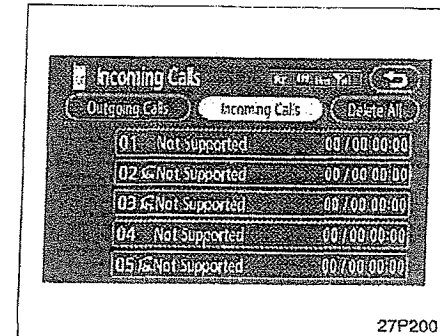 Incoming Calls
Outgoing Calls Incoming Calls Delete All
01 Not Supported 00/00 00:00
02 Not Supported 00/00 00:00
03 Not Supported 00/00 00:00
04 Not Supported 00/00 00:00
05 Not Supported 00/00 00:00
27P200